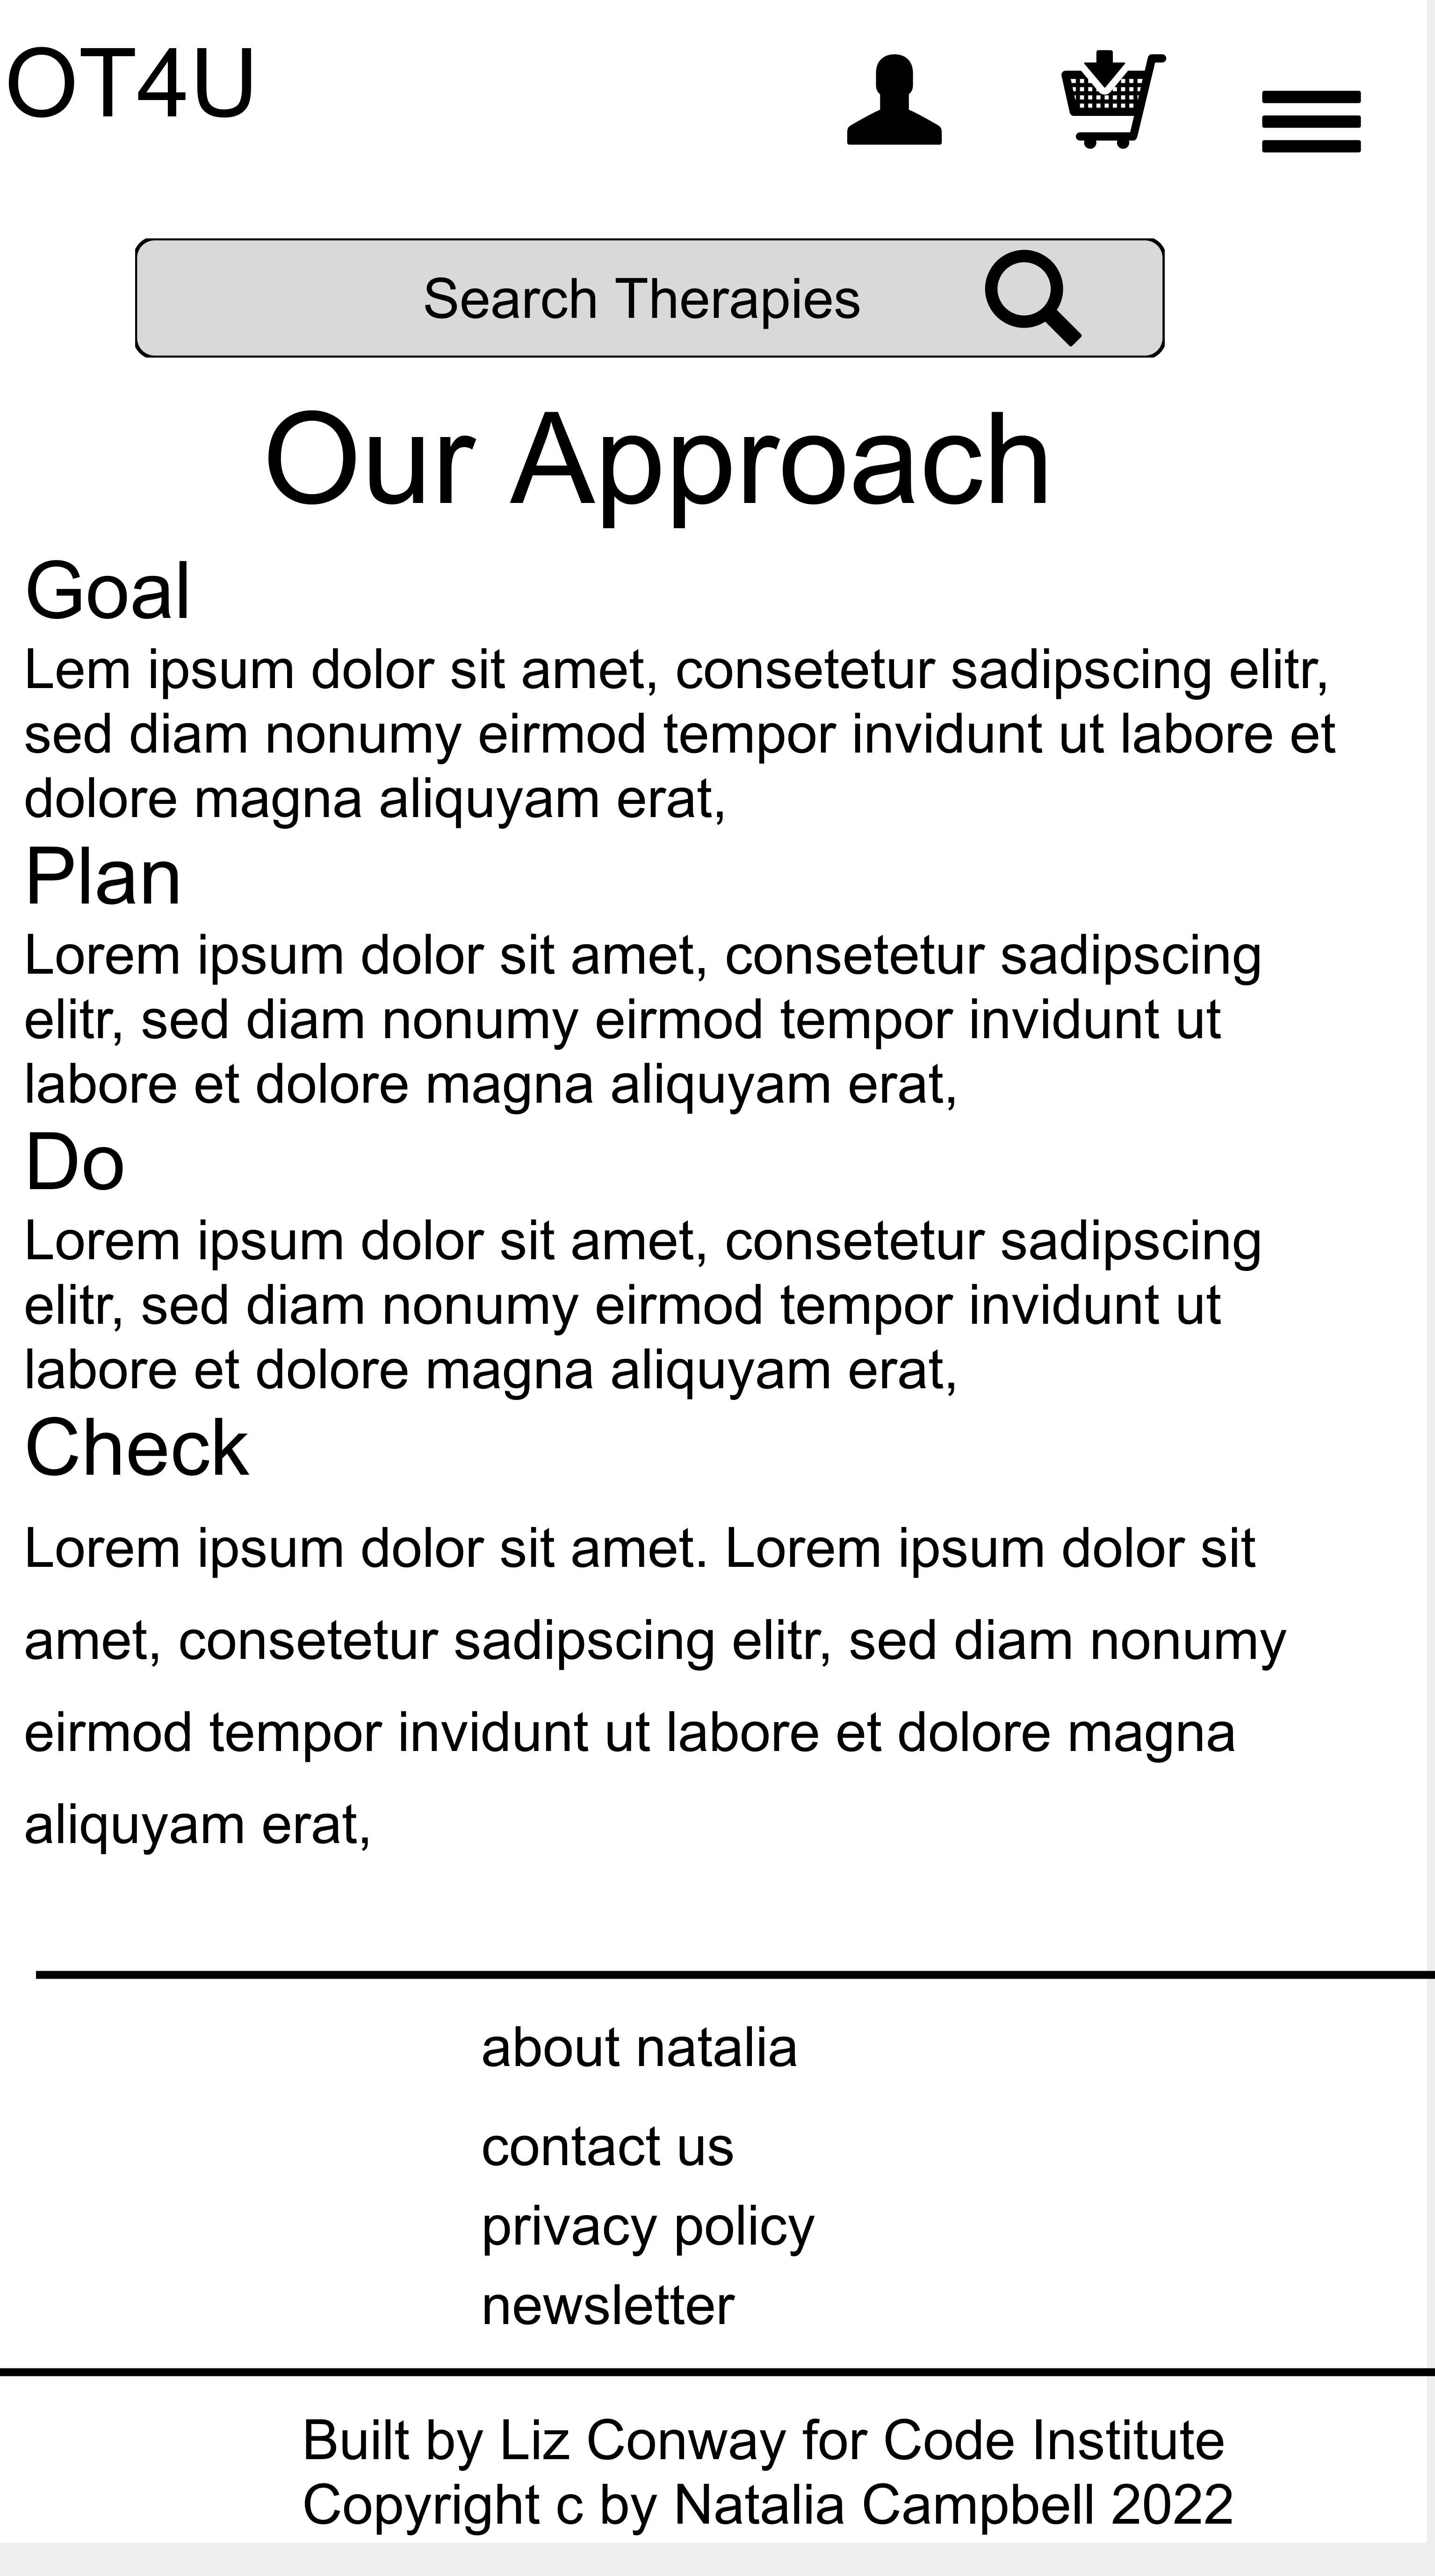 OT4U
Search Therapies
Our Approach
Goal
Lem ipsum dolor sit amet, consetetur sadipscing elitr,
sed diam nonumy eirmod tempor invidunt ut labore et
dolore magna aliquyam erat,
Plan
Lorem ipsum dolor sit amet, consetetur sadipscing
elitr, sed diam nonumy eirmod tempor invidunt ut
labore et dolore magna aliquyam erat,
Do
Lorem ipsum dolor sit amet, consetetur sadipscing
elitr, sed diam nonumy eirmod tempor invidunt ut
labore et dolore magna aliquyam erat,
Check
Lorem ipsum dolor sit amet. Lorem ipsum dolor sit
amet, consetetur sadipscing elitr, sed diam nonumy
eirmod tempor invidunt ut labore et dolore magna
aliquyam erat,
about natalia
contact us
privacy policy
newsletter
Built by Liz Conway for Code Institute
Copyright c by Natalia Campbell 2022